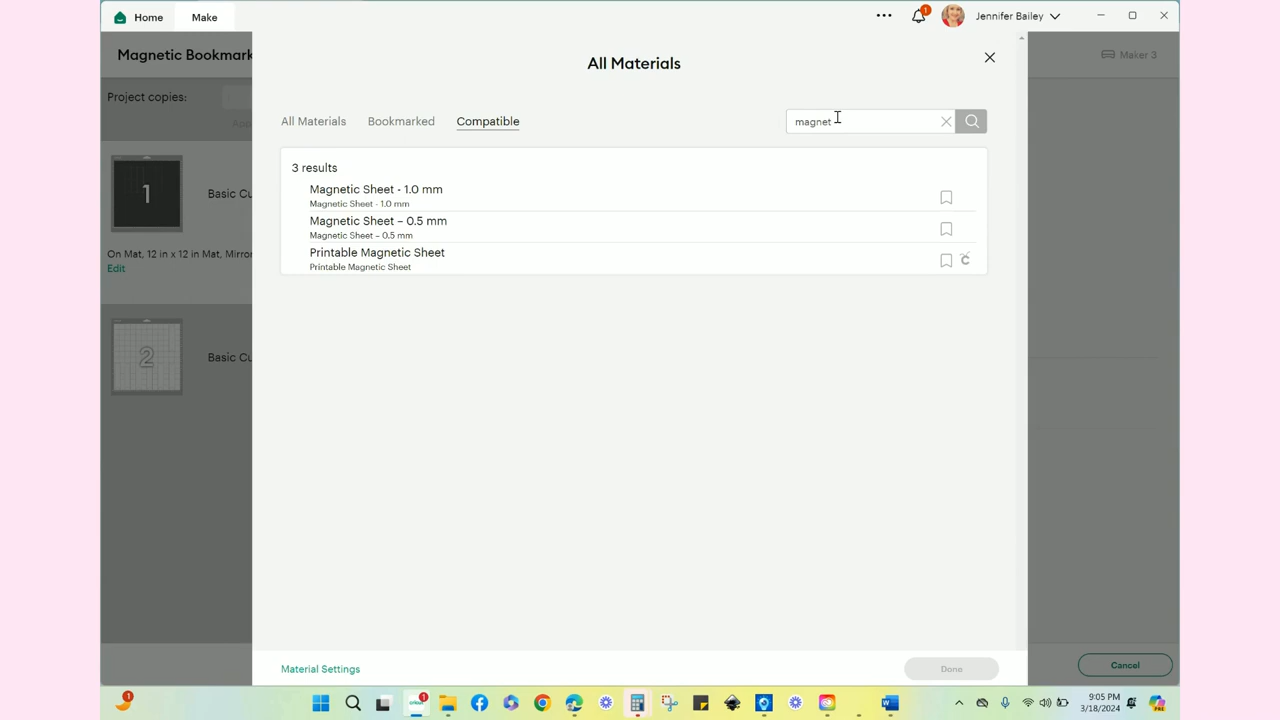 Home
Make
1
Jennifer Bailey
Magnetic Bookmark
Maker 3
All Materials
Project copies:
All Materials
Bookmarked
Compatible
magnet
1
Basic Cu
3 results
Magnetic Sheet - 1.0 mm
Magnetic Sheet - 1.0 mm
Magnetic Sheet – 0.5 mm
Magnetic Sheet – 0.5 mm
Printable Magnetic Sheet
Printable Magnetic Sheet
On Mat, 12 in x 12 in Mat, Mirror
Edit
2
Basic Cu
Material Settings
Done
Cancel
1
1
9:05 PM
3/18/2024